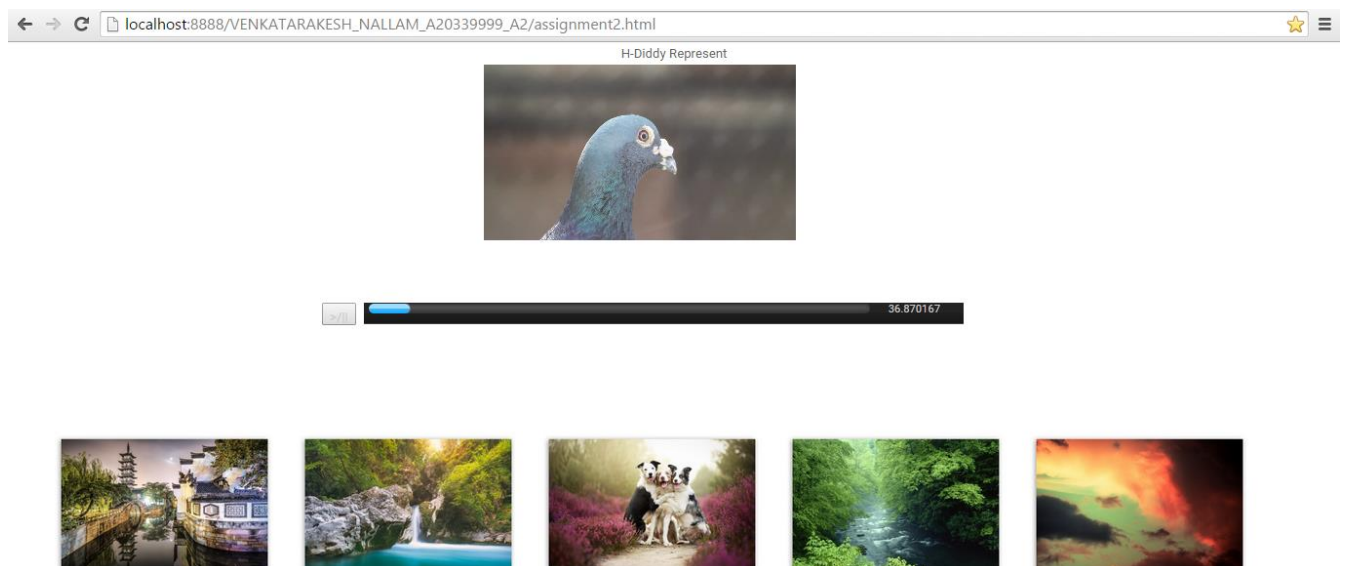 localhost:8888/VENKATARAKESH_NALLAM_A20339999_A2/assignment2.html
H-Diddy Represent
>/||
36.870167